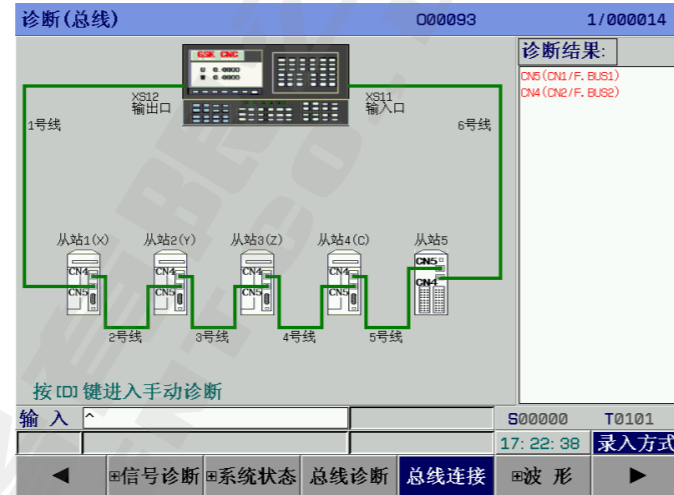 诊断(总线) O00093 1/000014
诊断结果:
GSK CNC
U 0.0000
W 0.0000
CN5(CN1/F.BUS1)
CN4(CN2/F.BUS2)
XS12
输出口
XS11
输入口
1号线
6号线
从站1(X) 从站2(Y) 从站3(Z) 从站4(C) 从站5
CN4 CN4 CN4 CN4 CN5
CN5 CN5 CN5 CN5 CN4
2号线 3号线 4号线 5号线
按[D]键进入手动诊断
输 入 ^ S00000 T0101
17:22:38 录入方式
◀ 信号诊断 系统状态 总线诊断 总线连接 波 形 ▶